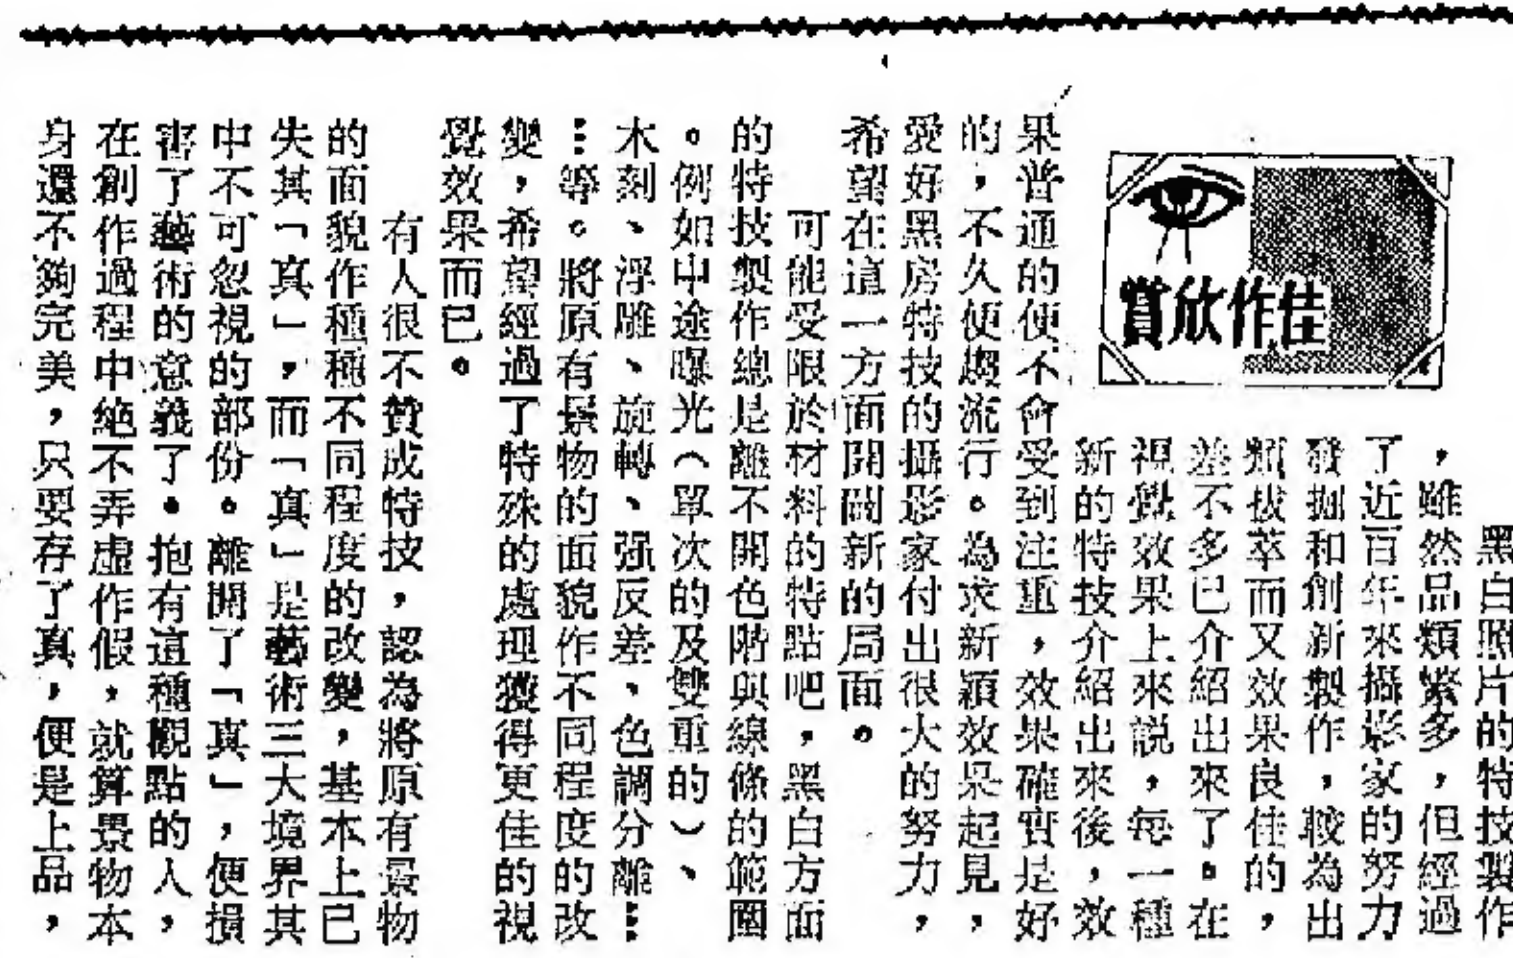 佳作欣賞
黑白照片的特技製作
，雖然品類繁多，但經過
了近百年來攝影家的努力
發掘和創新製作，較為出
類拔萃而又效果良佳的，
差不多已介紹出來了。在
視覺效果上來說，每一種
新的特技介紹出來後，效
果普通的便不會受到注重，效果確實是好
的，不久便趨流行。為求新穎效果起見，
愛好黑房特技的攝影家付出很大的努力，
希望在這一方面開闢新的局面。
可能受限於材料的特點吧，黑白方面
的特技製作總是離不開色階與線條的範圍
。例如中途曝光（單次的及雙重的）、
木刻、浮雕、旋轉、强反差、色調分離…
…等。將原有景物的面貌作不同程度的改
變，希望經過了特殊的處理獲得更佳的視
覺效果而已。
有人很不贊成特技，認為將原有景物
的面貌作種種不同程度的改變，基本上已
失其「真」，而「真」是藝術三大境界其
中不可忽視的部份。離開了「真」，便損
害了藝術的意義了。抱有這種觀點的人，
在創作過程中絕不弄虛作假，就算景物本
身還不夠完美，只要存了真，便是上品，